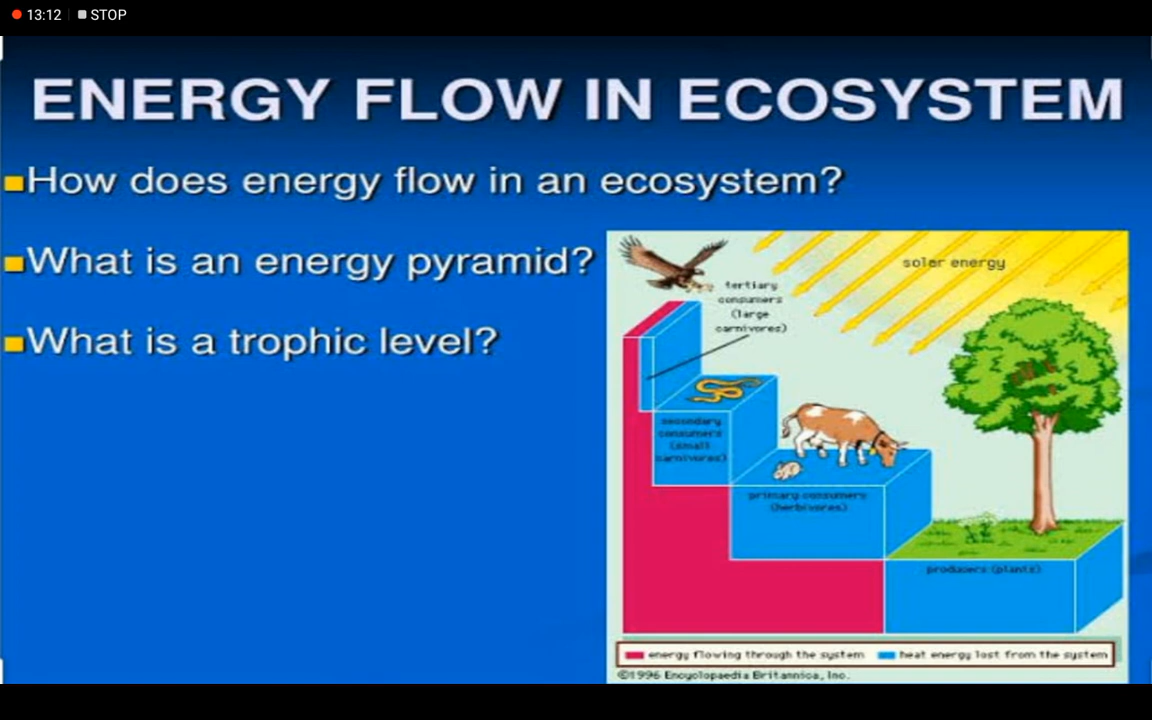 13:12 STOP
ENERGY FLOW IN ECOSYSTEM
How does energy flow in an ecosystem?
What is an energy pyramid?
What is a trophic level?
solar energy
tertiary
consumers
(large
carnivores)
secondary
consumers
(small
carnivores)
primary consumers
(herbivores)
producers (plants)
energy flowing through the system
heat energy lost from the system
©1996 Encyclopaedia Britannica, Inc.